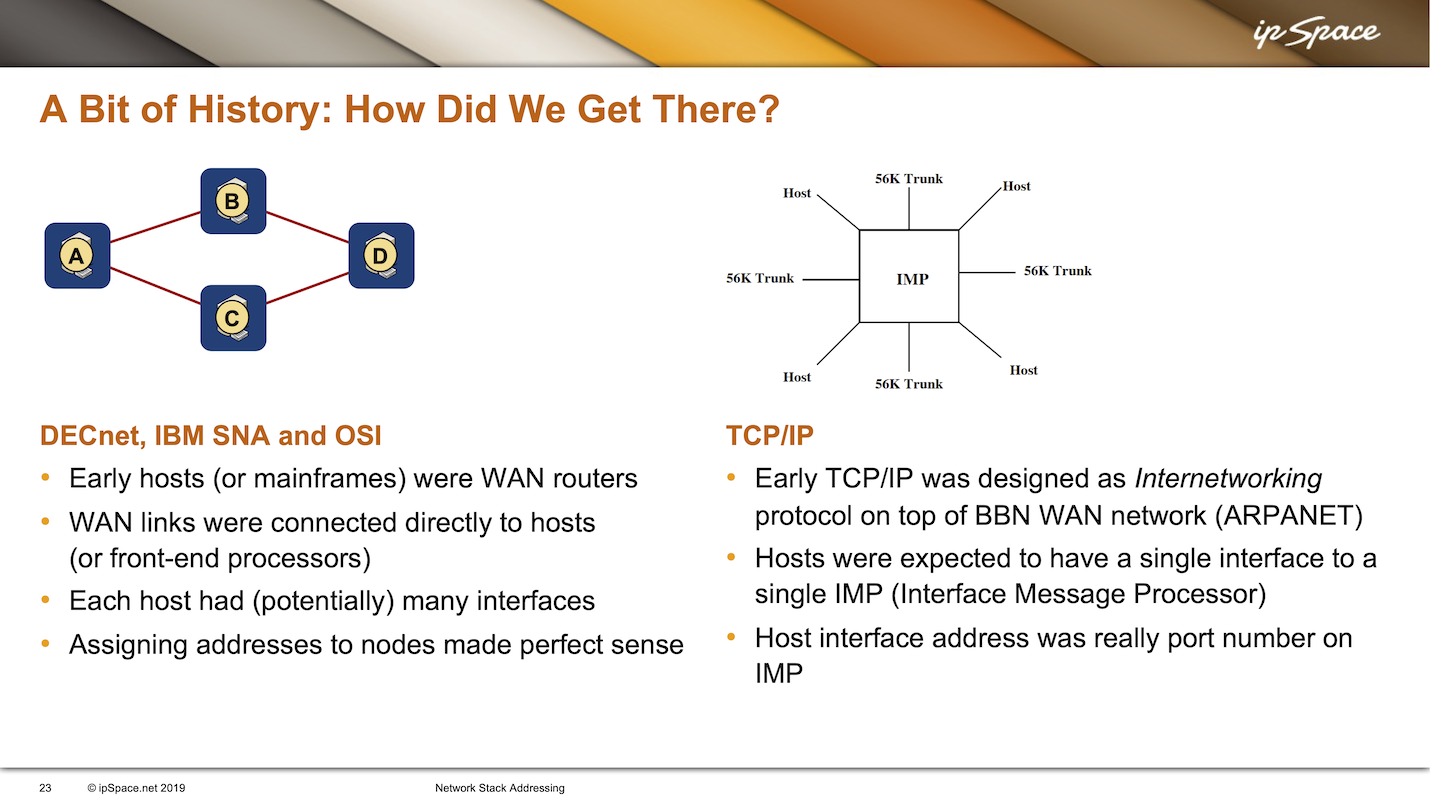 ipSpace
A Bit of History: How Did We Get There?
B
A
D
C
56K Trunk
Host
Host
56K Trunk
IMP
56K Trunk
Host
56K Trunk
Host
DECnet, IBM SNA and OSI
• Early hosts (or mainframes) were WAN routers
• WAN links were connected directly to hosts
(or front-end processors)
• Each host had (potentially) many interfaces
• Assigning addresses to nodes made perfect sense
TCP/IP
• Early TCP/IP was designed as Internetworking
protocol on top of BBN WAN network (ARPANET)
• Hosts were expected to have a single interface to a
single IMP (Interface Message Processor)
• Host interface address was really port number on
IMP
23 © ipSpace.net 2019 Network Stack Addressing